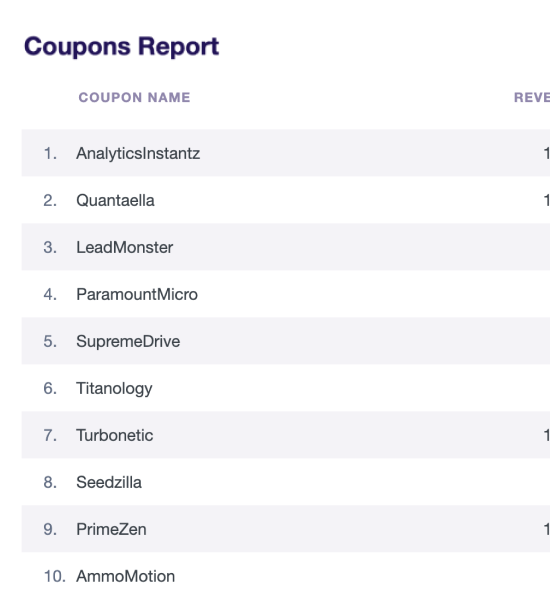 Coupons Report
COUPON NAME REVE
1. AnalyticsInstantz 1
2. Quantaella 1
3. LeadMonster
4. ParamountMicro
5. SupremeDrive
6. Titanology
7. Turbonetic 1
8. Seedzilla
9. PrimeZen 1
10. AmmoMotion